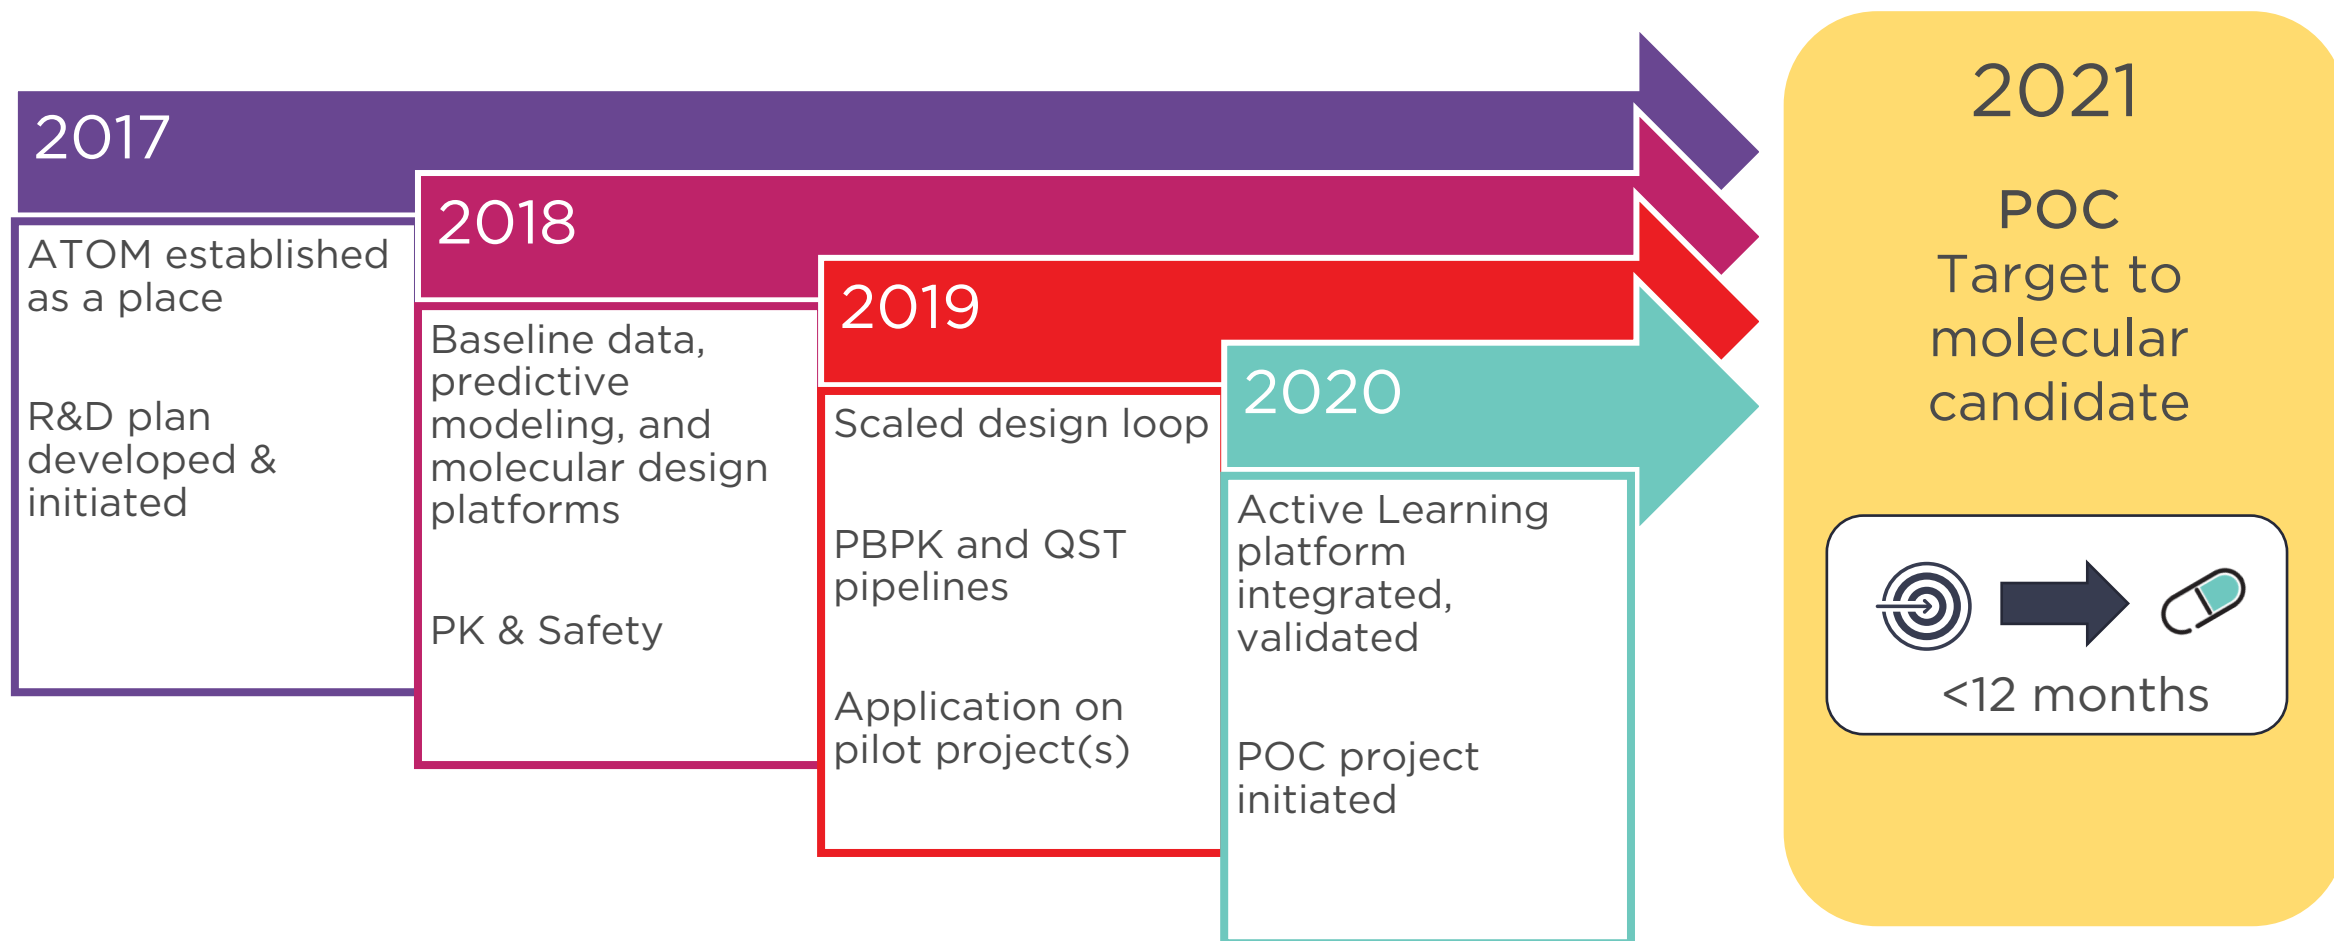 2017
ATOM established
as a place
R&D plan
developed &
initiated
2018
Baseline data,
predictive
modeling, and
molecular design
platforms
PK & Safety
2019
Scaled design loop
PBPK and QST
pipelines
Application on
pilot project(s)
2020
Active Learning
platform
integrated,
validated
POC project
initiated
2021
POC
Target to
molecular
candidate
<12 months